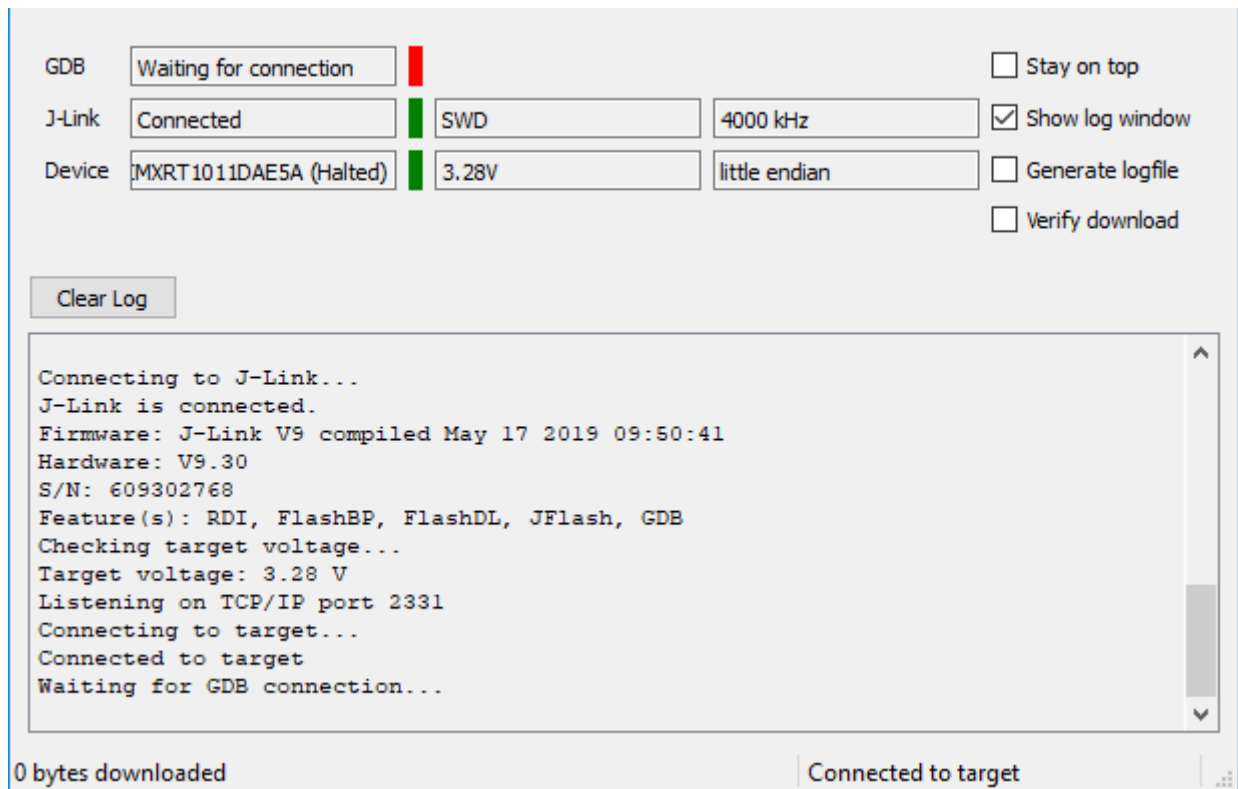 GDB Waiting for connection Stay on top
J-Link Connected SWD 4000 kHz Show log window
Device MXRT1011DAE5A (Halted) 3.28V little endian Generate logfile
Verify download
Clear Log
Connecting to J-Link...
J-Link is connected.
Firmware: J-Link V9 compiled May 17 2019 09:50:41
Hardware: V9.30
S/N: 609302768
Feature(s): RDI, FlashBP, FlashDL, JFlash, GDB
Checking target voltage...
Target voltage: 3.28 V
Listening on TCP/IP port 2331
Connecting to target...
Connected to target
Waiting for GDB connection...
0 bytes downloaded Connected to target